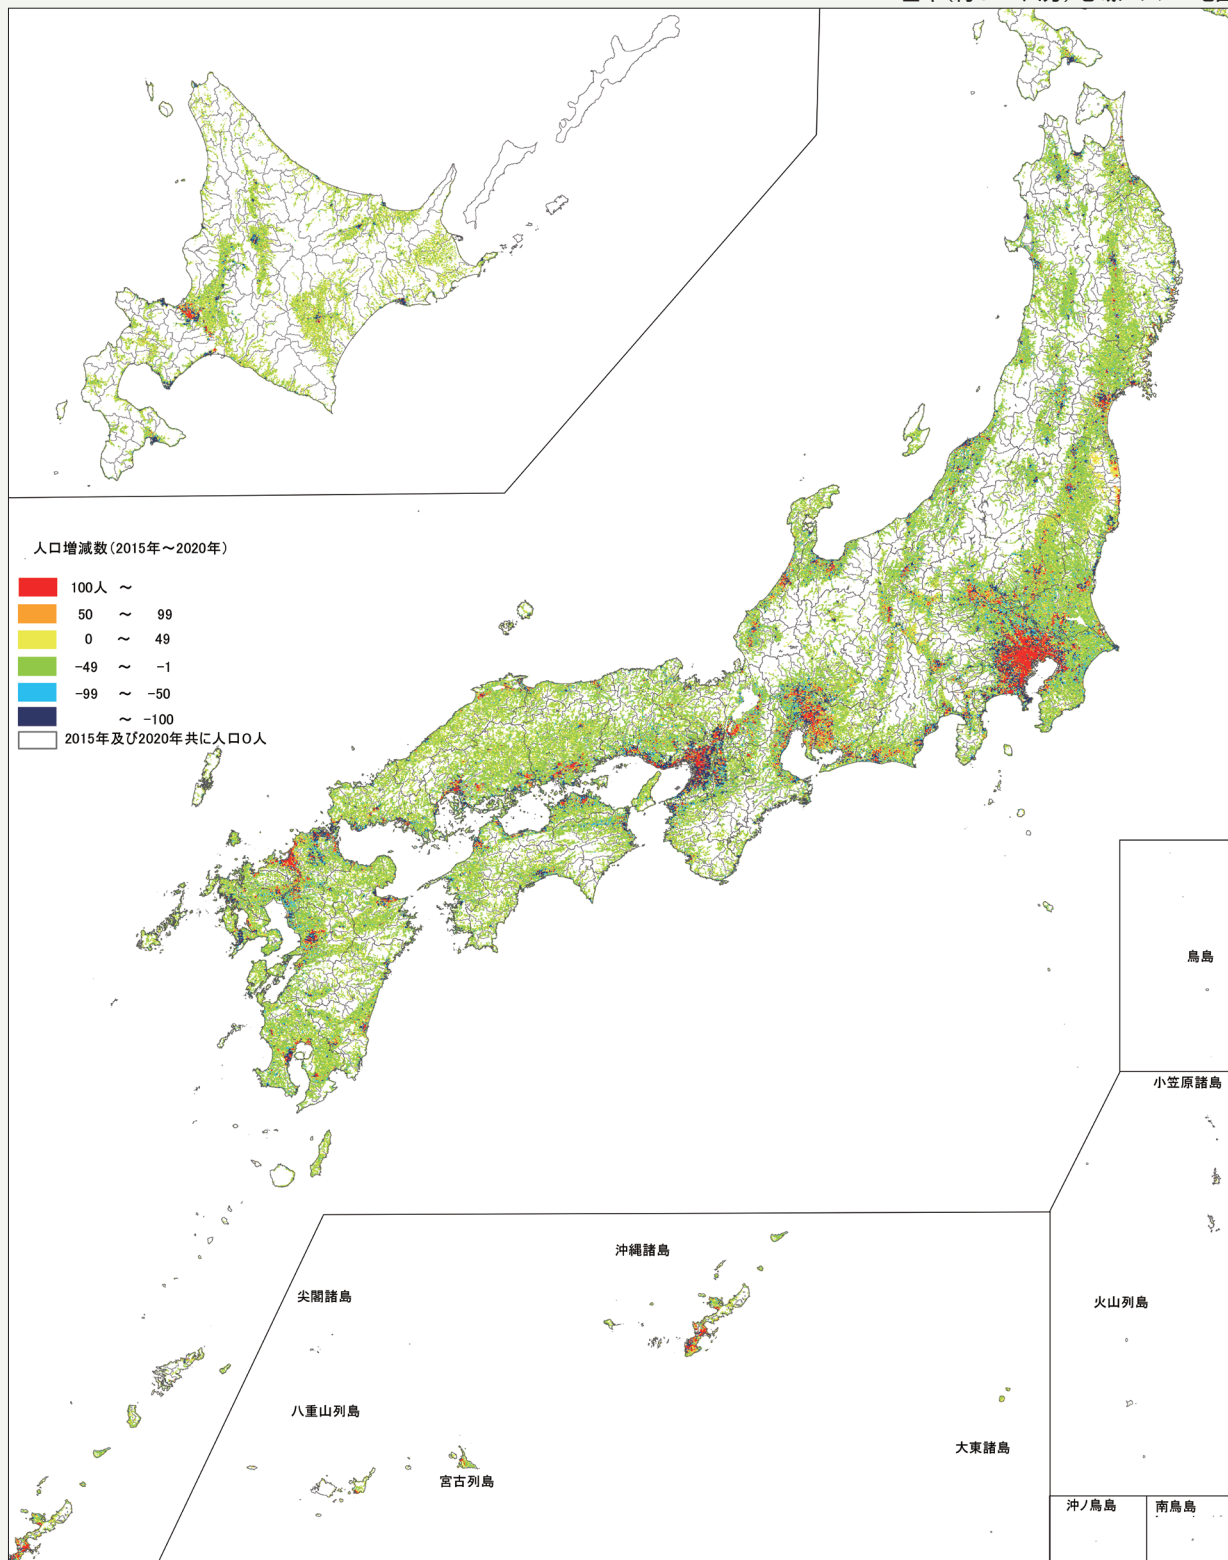 人口増減数(2015年～2020年)
100人 ～
50 ～ 99
0 ～ 49
-49 ～ -1
-99 ～ -50
～ -100
2015年及び2020年共に人口0人
鳥島
小笠原諸島
沖縄諸島
尖閣諸島
火山列島
八重山列島
大東諸島
宮古列島
沖ノ鳥島
南鳥島